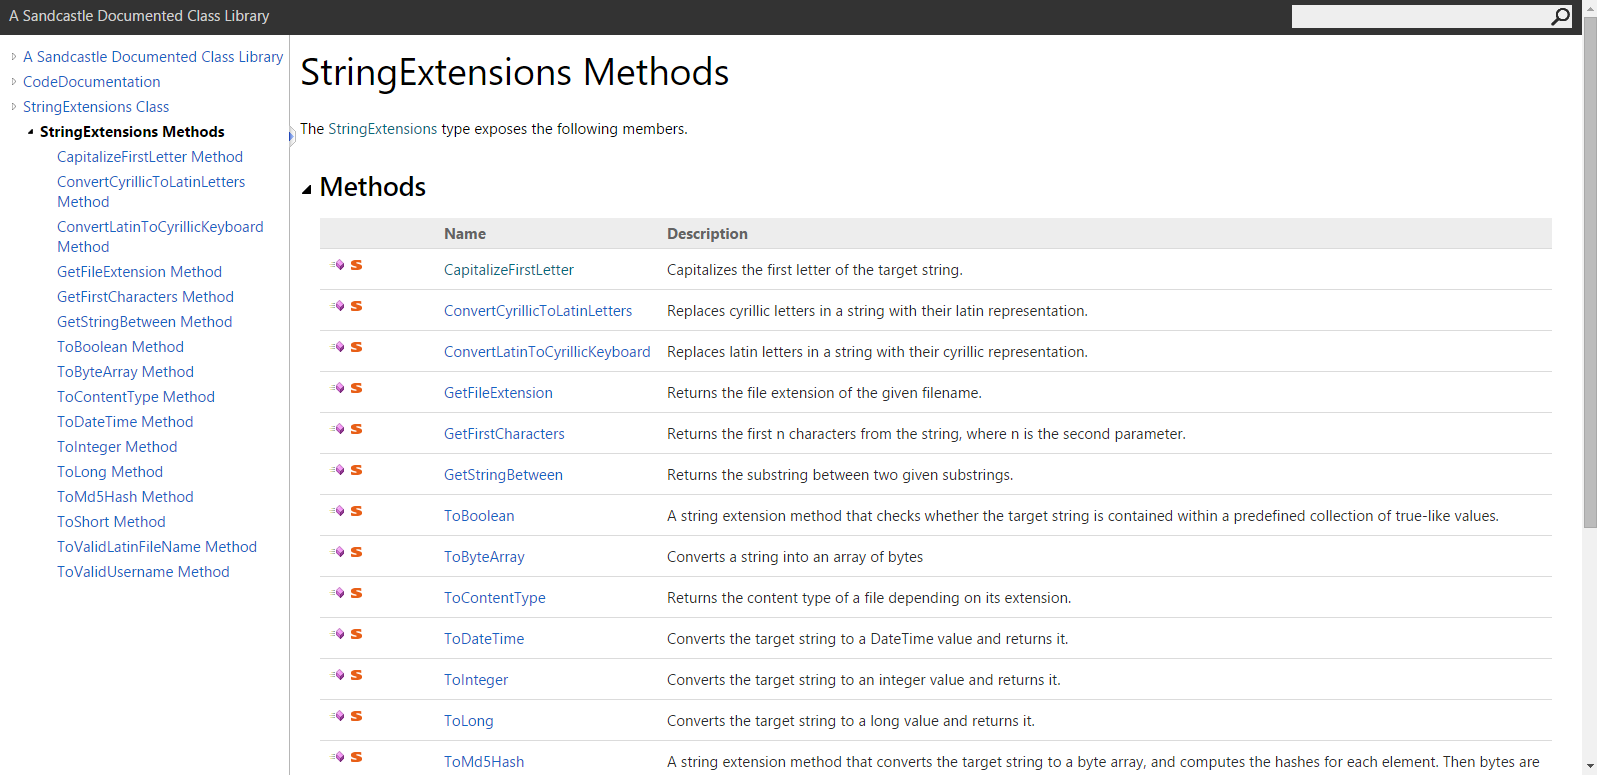 A Sandcastle Documented Class Library
A Sandcastle Documented Class Library
CodeDocumentation
StringExtensions Class
StringExtensions Methods
CapitalizeFirstLetter Method
ConvertCyrillicToLatinLetters
Method
ConvertLatinToCyrillicKeyboard
Method
GetFileExtension Method
GetFirstCharacters Method
GetStringBetween Method
ToBoolean Method
ToByteArray Method
ToContentType Method
ToDateTime Method
ToInteger Method
ToLong Method
ToMd5Hash Method
ToShort Method
ToValidLatinFileName Method
ToValidUsername Method
StringExtensions Methods
The StringExtensions type exposes the following members.
Methods
Name Description
S CapitalizeFirstLetter Capitalizes the first letter of the target string.
S ConvertCyrillicToLatinLetters Replaces cyrillic letters in a string with their latin representation.
S ConvertLatinToCyrillicKeyboard Replaces latin letters in a string with their cyrillic representation.
S GetFileExtension Returns the file extension of the given filename.
S GetFirstCharacters Returns the first n characters from the string, where n is the second parameter.
S GetStringBetween Returns the substring between two given substrings.
S ToBoolean A string extension method that checks whether the target string is contained within a predefined collection of true-like values.
S ToByteArray Converts a string into an array of bytes
S ToContentType Returns the content type of a file depending on its extension.
S ToDateTime Converts the target string to a DateTime value and returns it.
S ToInteger Converts the target string to an integer value and returns it.
S ToLong Converts the target string to a long value and returns it.
S ToMd5Hash A string extension method that converts the target string to a byte array, and computes the hashes for each element. Then bytes are